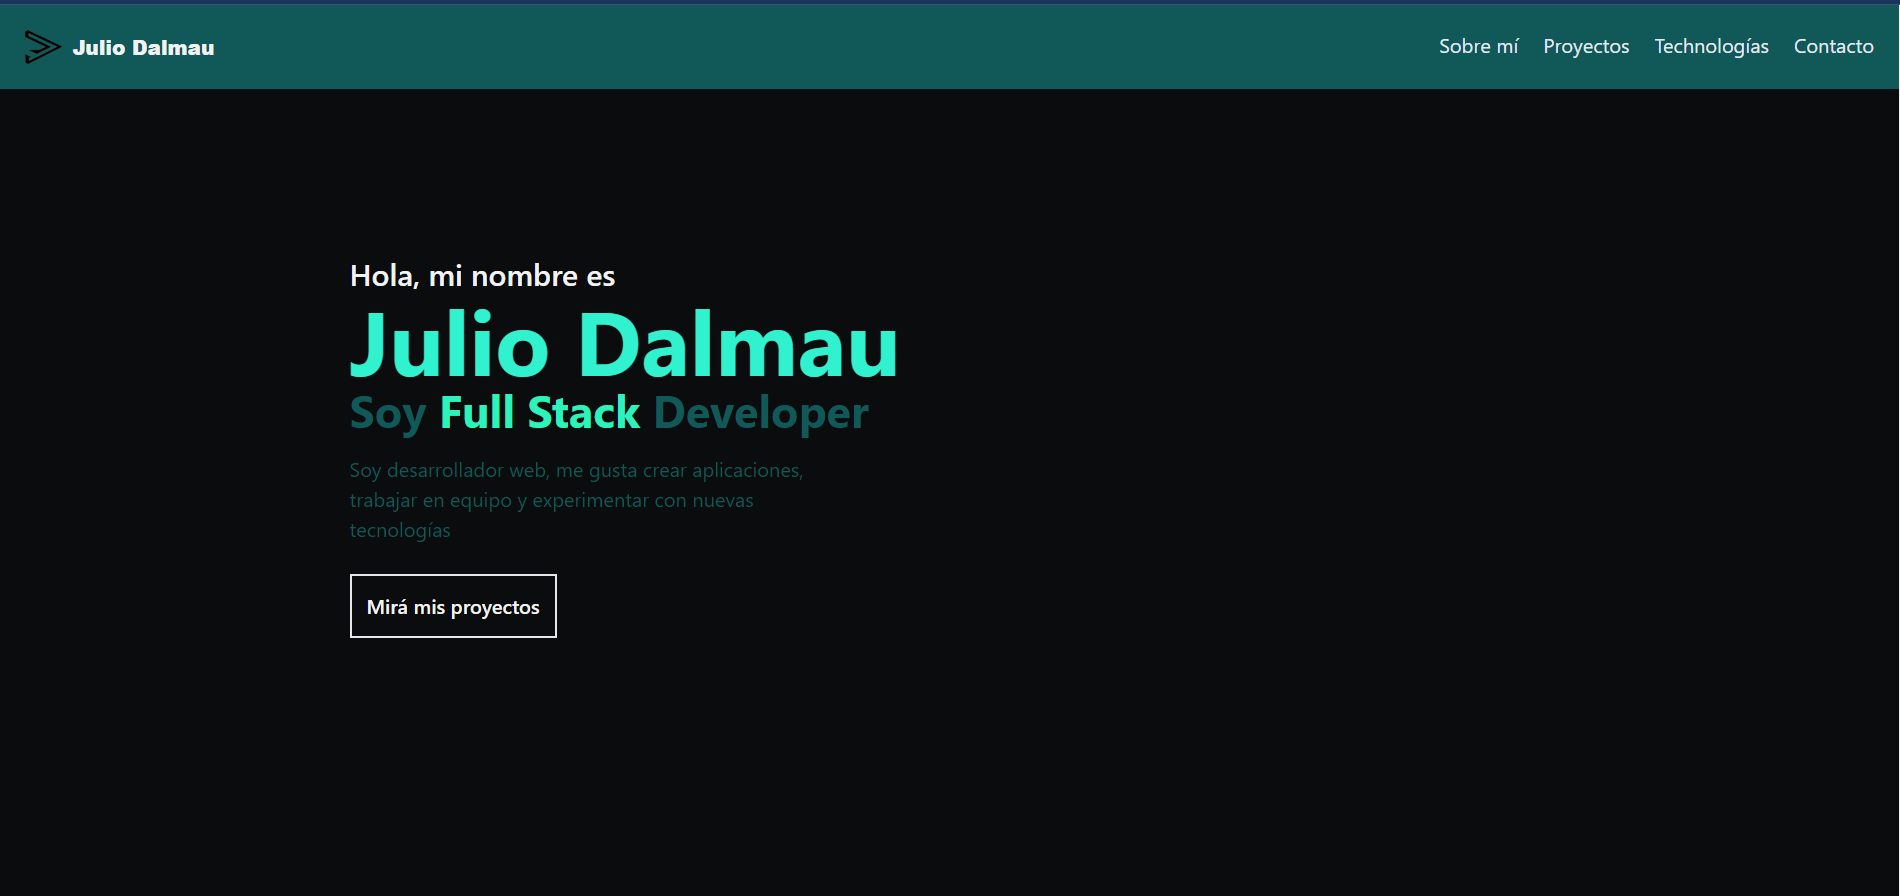 Julio Dalmau
Sobre mí
Proyectos
Technologías
Contacto
Hola, mi nombre es
Julio Dalmau
Soy Full Stack Developer
Soy desarrollador web, me gusta crear aplicaciones,
trabajar en equipo y experimentar con nuevas
tecnologías
Mirá mis proyectos